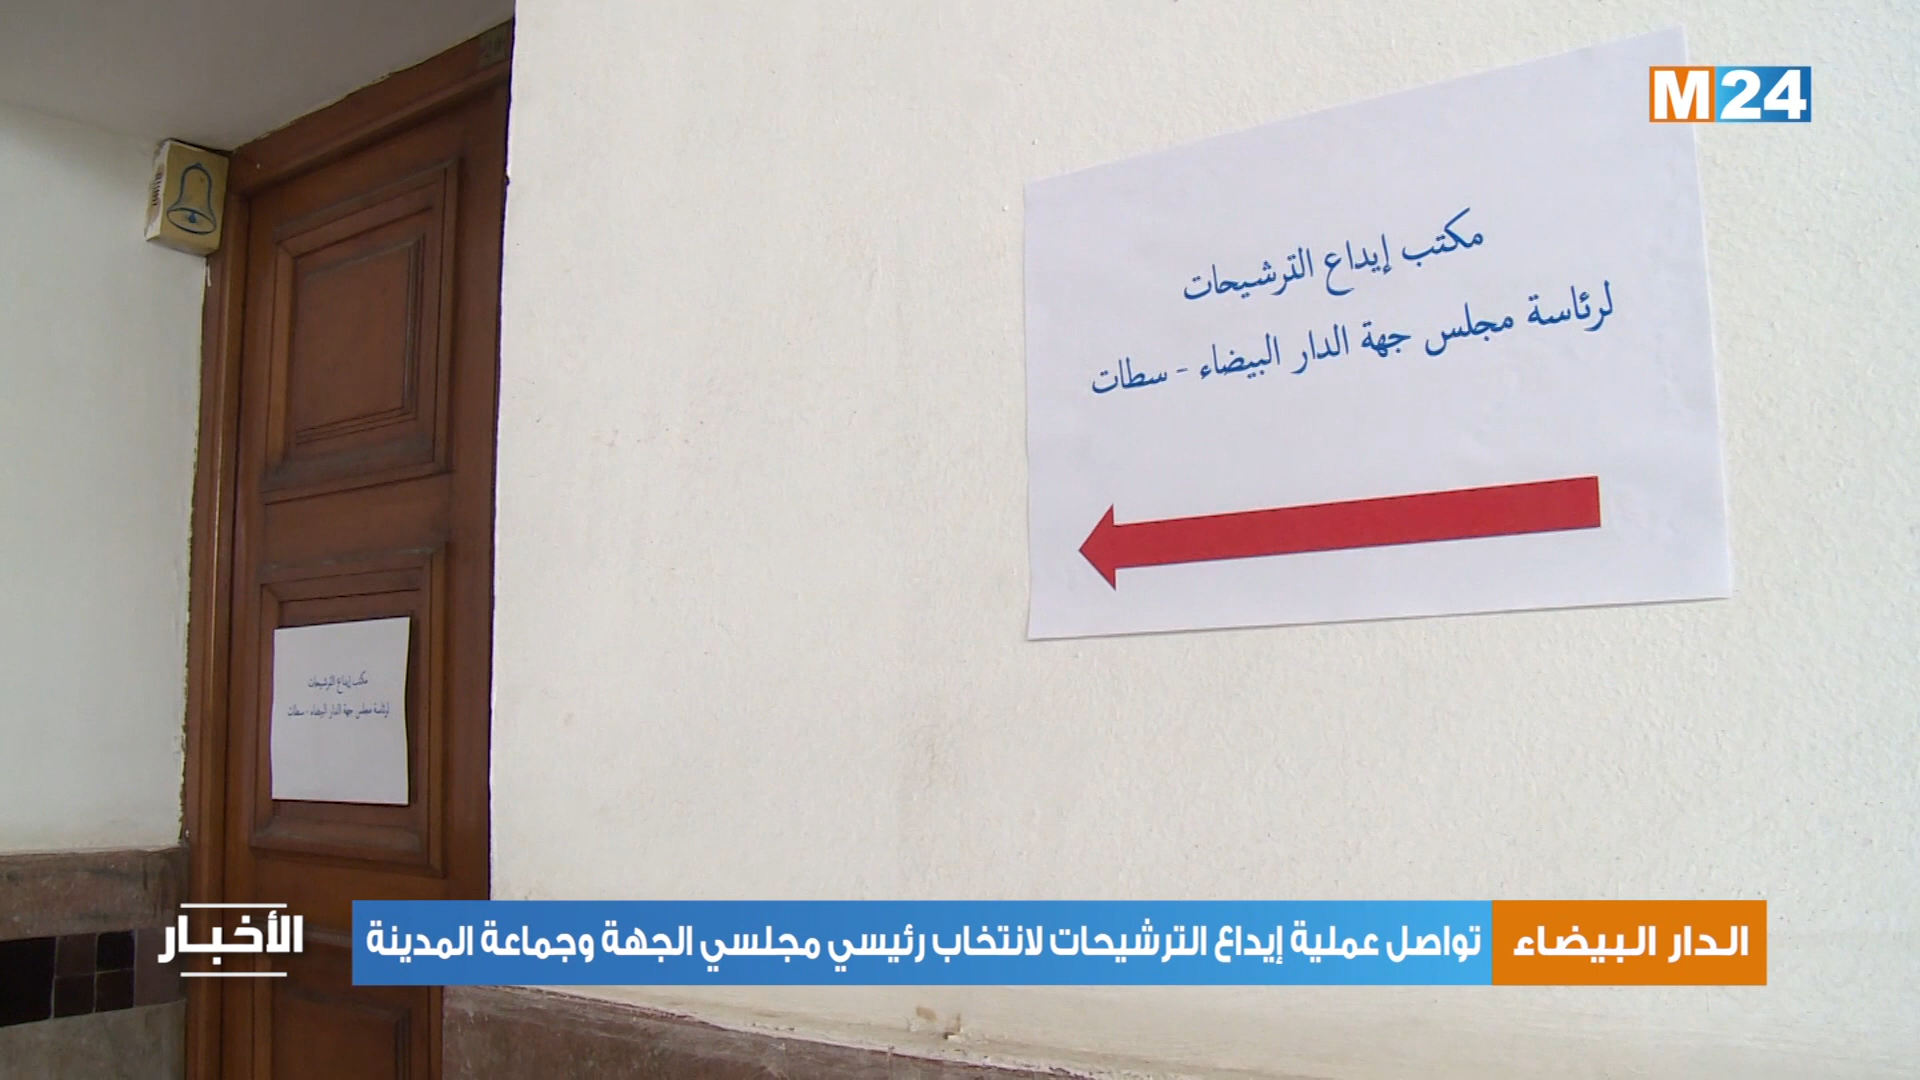 M24
مكتب إيداع الترشيحات
لرئاسة مجلس جهة الدار البيضاء - سطات
مكتب إيداع الترشيحات
لرئاسة مجلس جهة الدار البيضاء - سطات
الدار البيضاء
تواصل عملية إيداع الترشيحات لانتخاب رئيسي مجلسي الجهة وجماعة المدينة
الأخبار